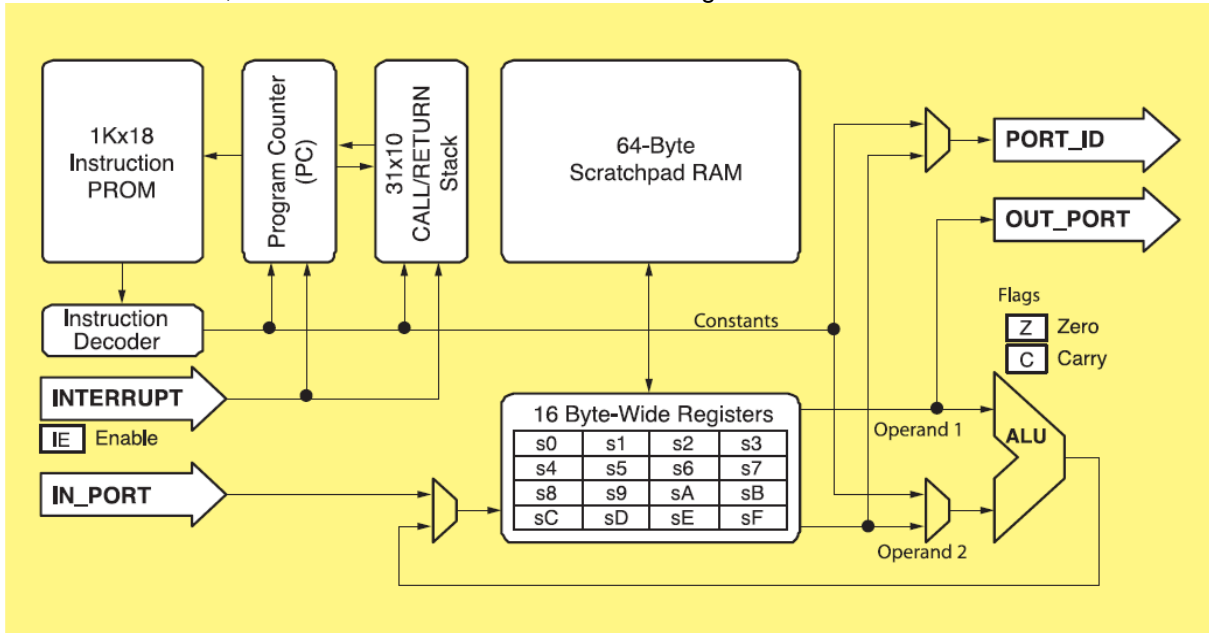 1Kx18
Instruction
PROM
Program Counter
(PC)
31x10
CALL/RETURN
Stack
64-Byte
Scratchpad RAM
PORT_ID
OUT_PORT
Instruction
Decoder
Constants
Flags
Z Zero
C Carry
INTERRUPT
IE Enable
IN_PORT
16 Byte-Wide Registers
s0 s1 s2 s3
s4 s5 s6 s7
s8 s9 sA sB
sC sD sE sF
Operand 1
ALU
Operand 2